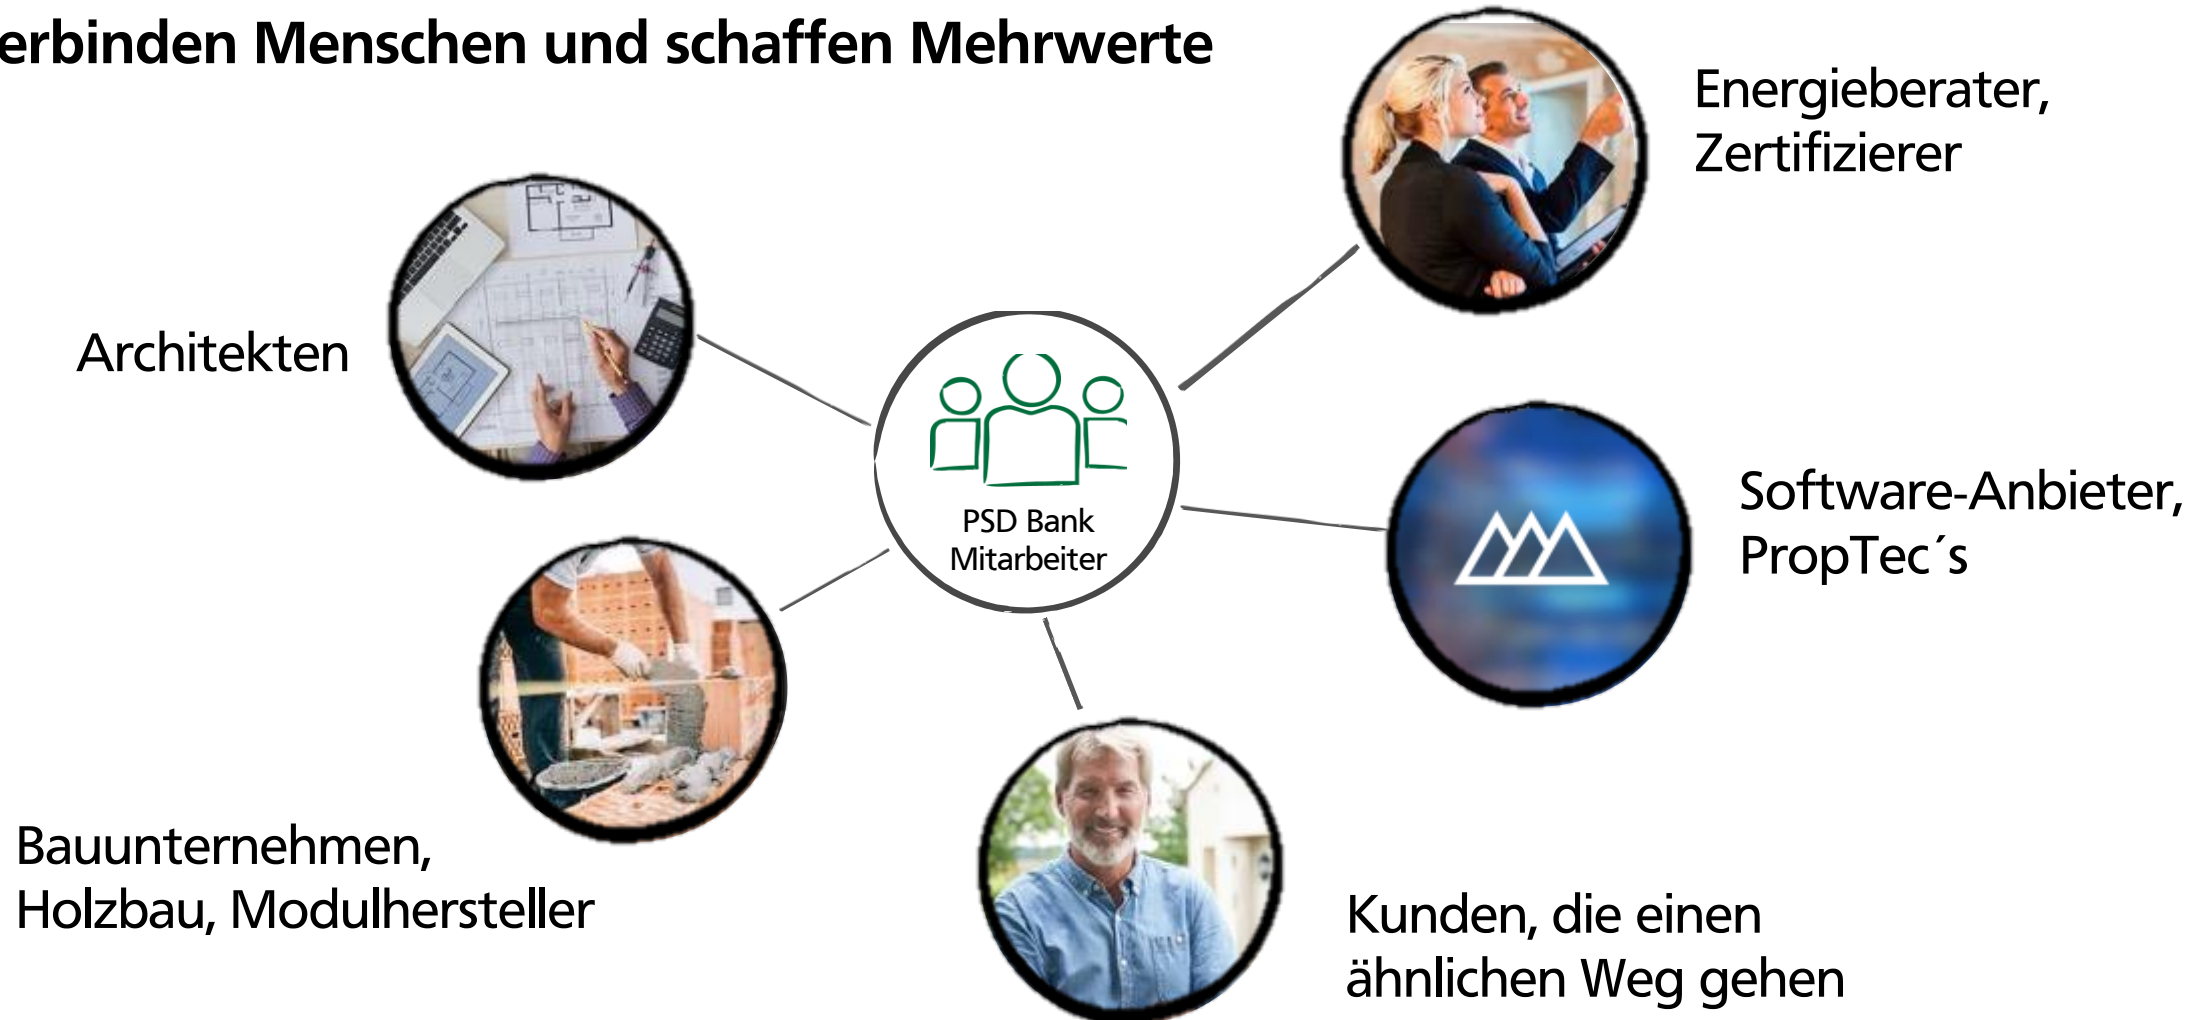 erbinden Menschen und schaffen Mehrwerte
Energieberater,
Zertifizierer
Architekten
PSD Bank
Mitarbeiter
Software-Anbieter,
PropTec´s
Bauunternehmen,
Holzbau, Modulhersteller
Kunden, die einen
ähnlichen Weg gehen